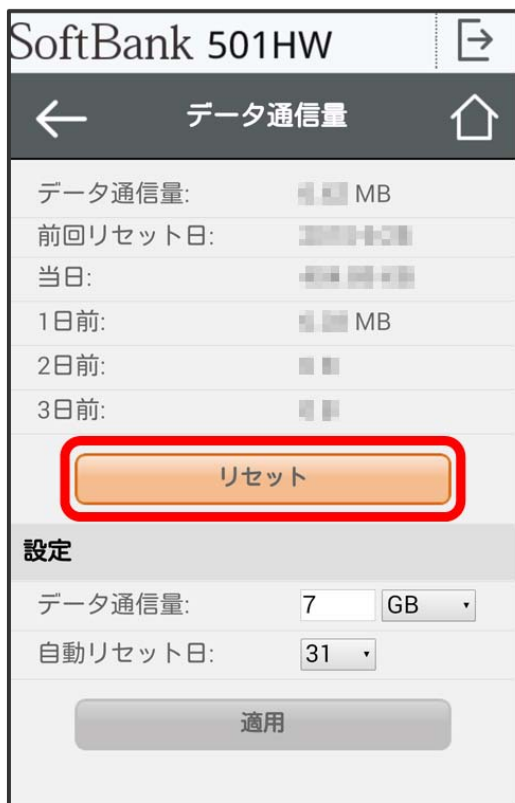 SoftBank 501HW
データ通信量
データ通信量: MB
前回リセット日:
当日:
1日前: MB
2日前:
3日前:
リセット
設定
データ通信量: 7 GB
自動リセット日: 31
適用